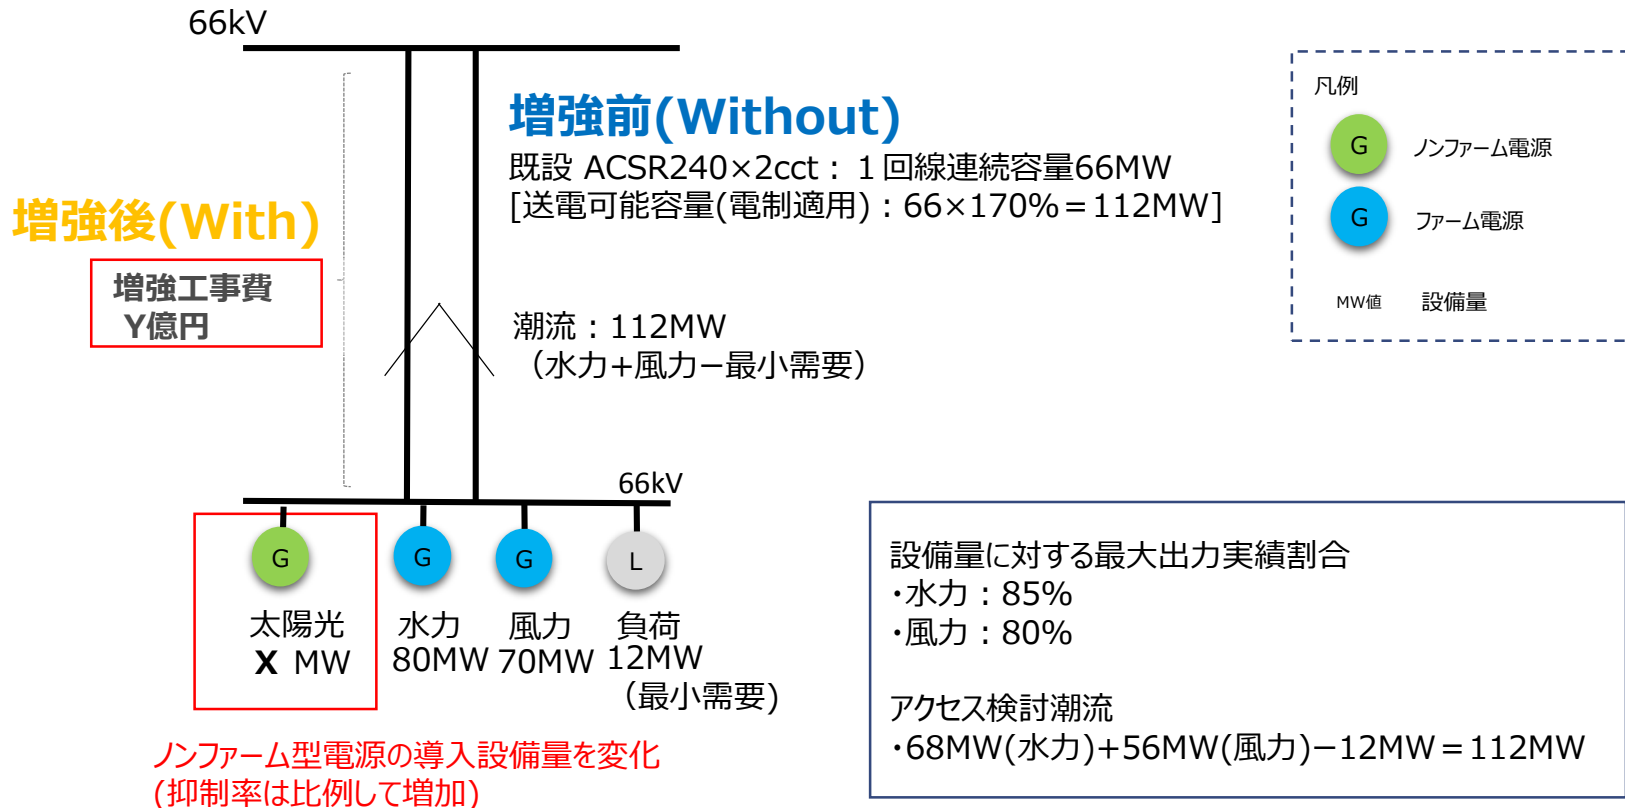 66kV
増強前(Without)
既設 ACSR240×2cct：１回線連続容量66MW
[送電可能容量(電制適用)：66×170%＝112MW]
増強後(With)
増強工事費
Y億円
潮流：112MW
（水力+風力−最小需要）
66kV
G
G
G
L
太陽光
X MW
水力
80MW
風力
70MW
負荷
12MW
（最小需要)
ノンファーム型電源の導入設備量を変化
(抑制率は比例して増加)
凡例
G
ノンファーム電源
G
ファーム電源
MW値
設備量
設備量に対する最大出力実績割合
・水力：85%
・風力：80%
アクセス検討潮流
・68MW(水力)+56MW(風力)−12MW＝112MW